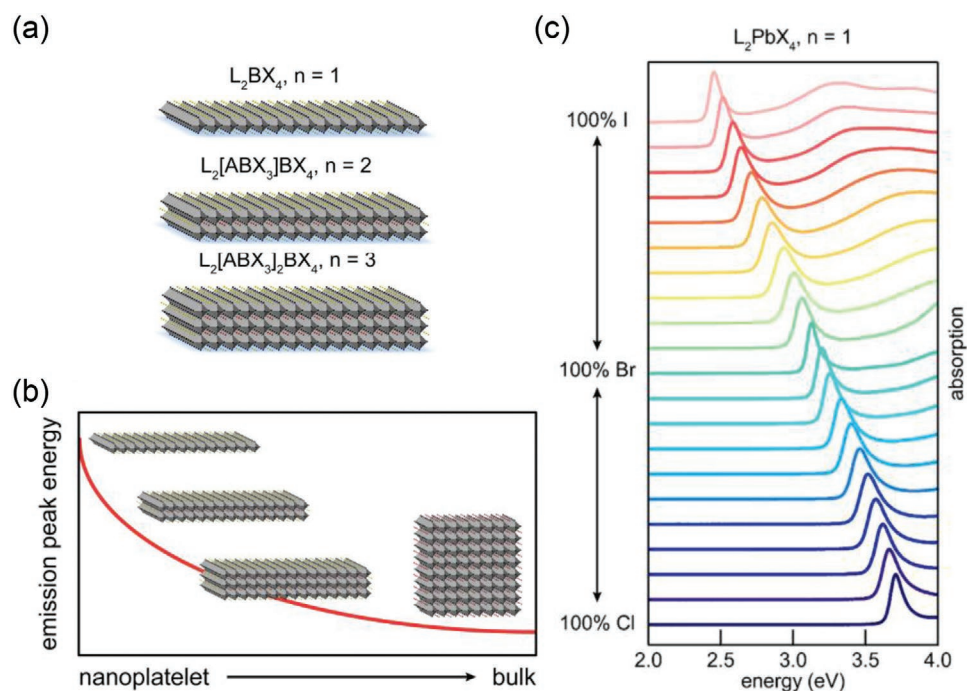 (a)
L₂BX₄, n = 1
L₂[ABX₃]BX₄, n = 2
L₂[ABX₃]₂BX₄, n = 3
(b)
emission peak energy
nanoplatelet
bulk
(c)
L₂PbX₄, n = 1
100% I
100% Br
100% Cl
absorption
2.0 2.5 3.0 3.5 4.0
energy (eV)